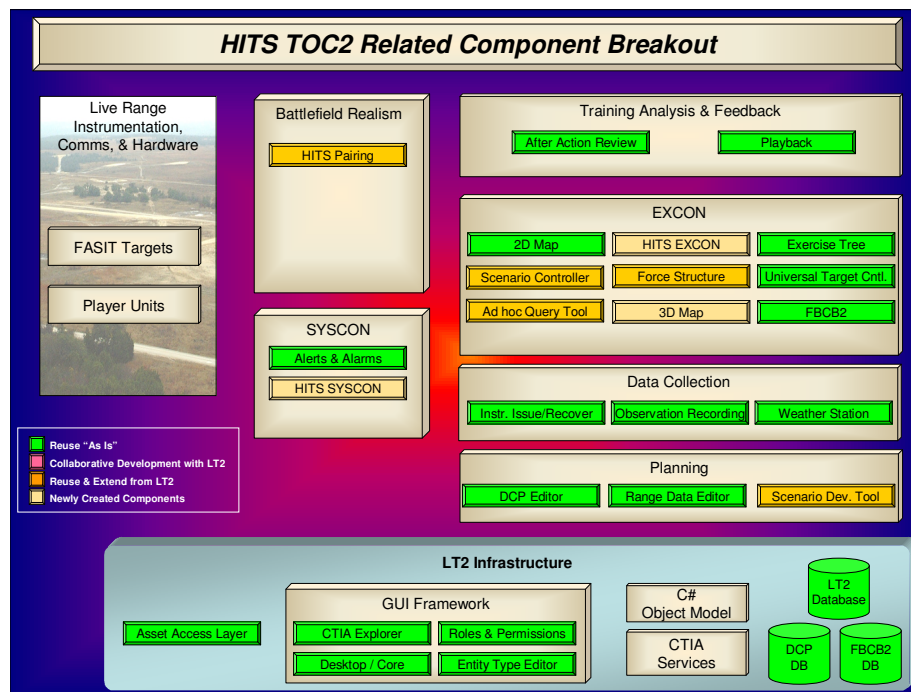 HITS TOC2 Related Component Breakout
Live Range
Instrumentation,
Comms, & Hardware
FASIT Targets
Player Units
Battlefield Realism
HITS Pairing
SYSCON
Alerts & Alarms
HITS SYSCON
Training Analysis & Feedback
After Action Review
Playback
EXCON
2D Map
HITS EXCON
Exercise Tree
Scenario Controller
Force Structure
Universal Target Cntl.
Ad hoc Query Tool
3D Map
FBCB2
Data Collection
Instr. Issue/Recover
Observation Recording
Weather Station
Planning
DCP Editor
Range Data Editor
Scenario Dev. Tool
Reuse “As Is”
Collaborative Development with LT2
Reuse & Extend from LT2
Newly Created Components
LT2 Infrastructure
Asset Access Layer
GUI Framework
CTIA Explorer
Roles & Permissions
Desktop / Core
Entity Type Editor
C#
Object Model
CTIA
Services
LT2
Database
DCP
DB
FBCB2
DB